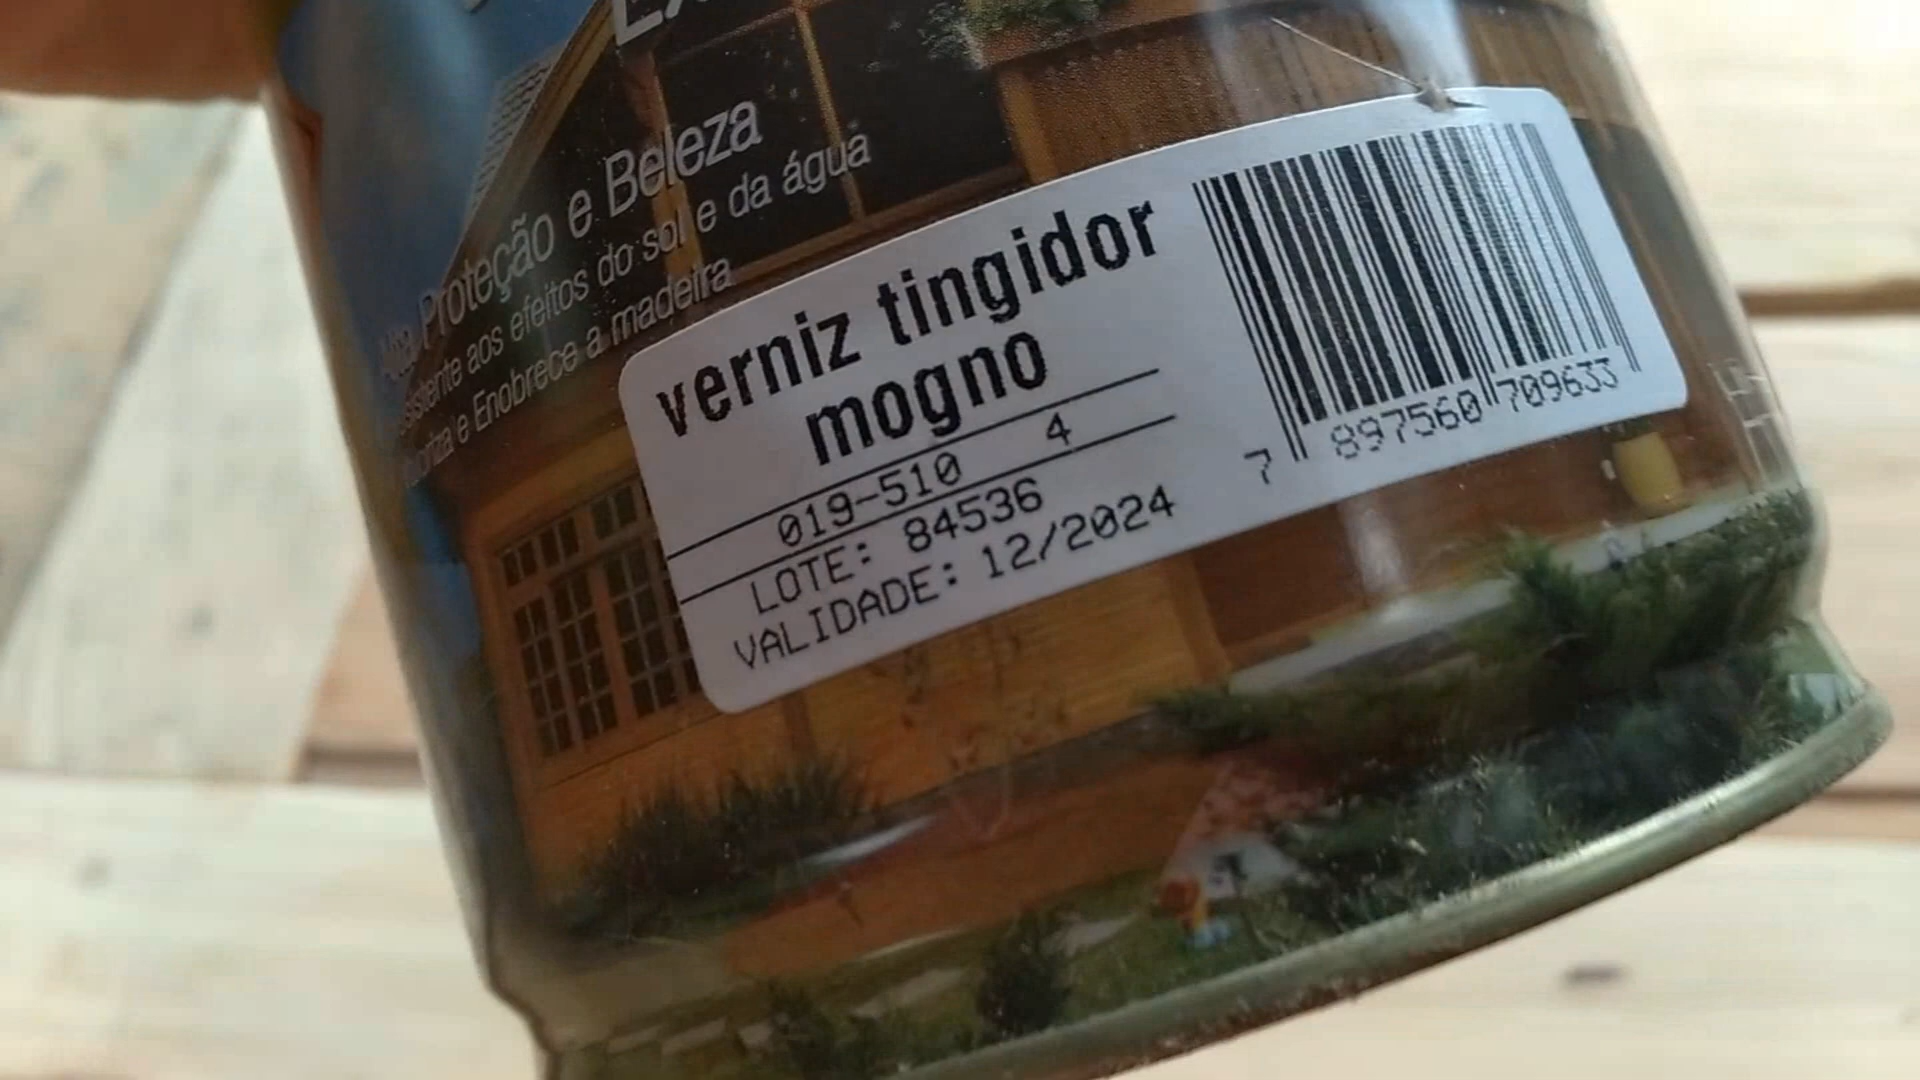 Proteção e Beleza
aos efeitos do sol e da água
e Enobrece a madeira
verniz tingidor
mogno
019-510 4
LOTE: 84536
VALIDADE: 12/2024
7 897560 709633